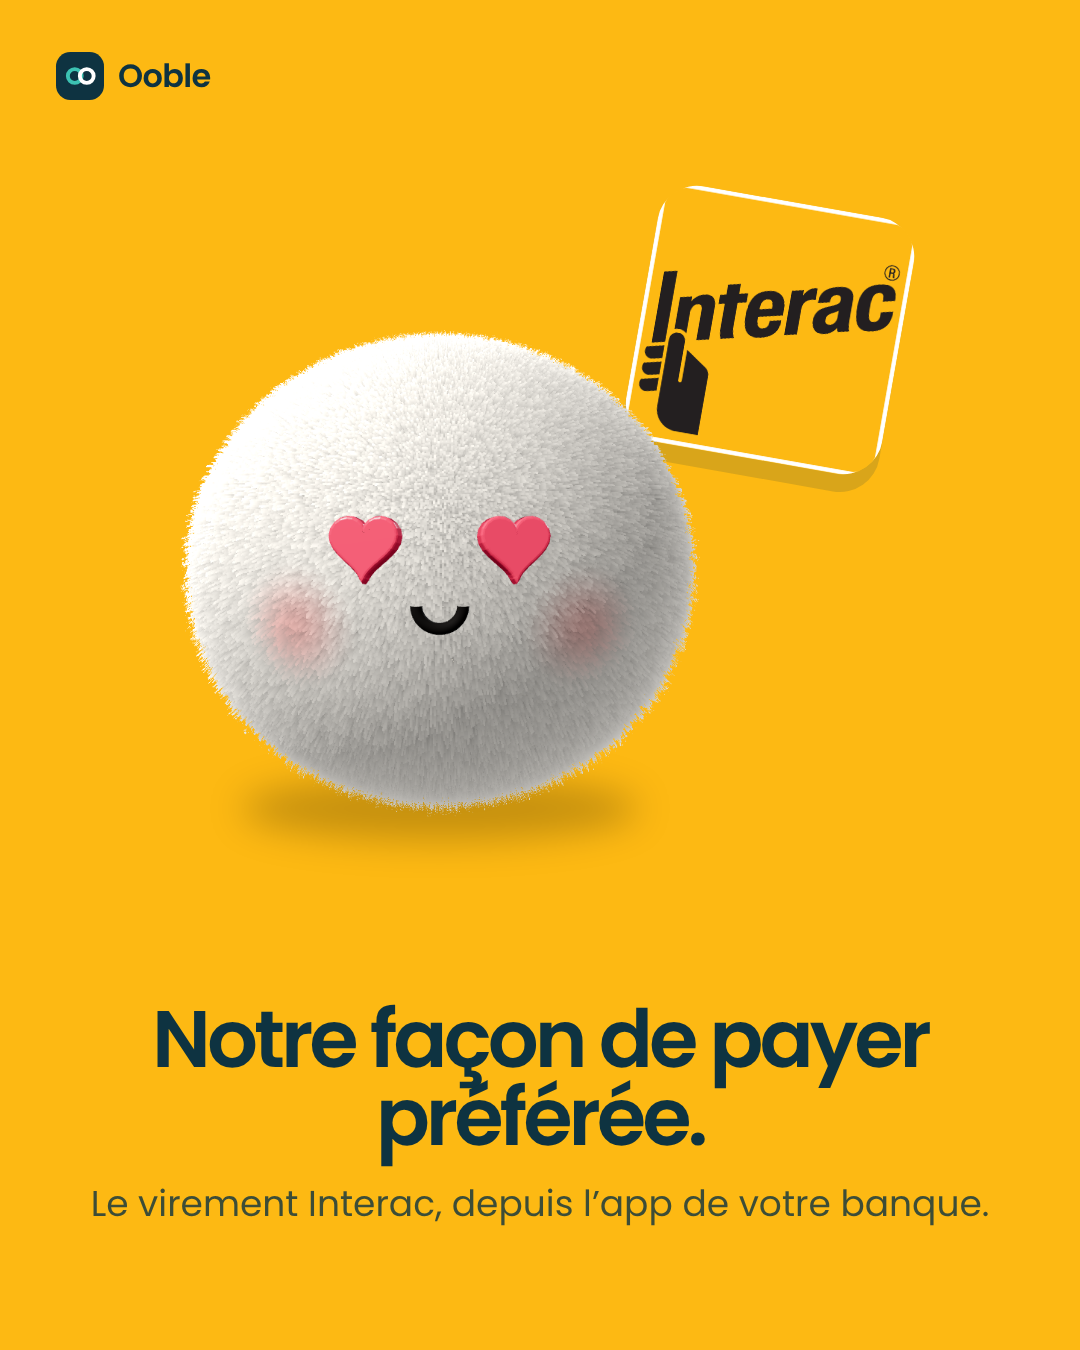 Ooble
Interac®
Notre façon de payer
préférée.
Le virement Interac, depuis l’app de votre banque.